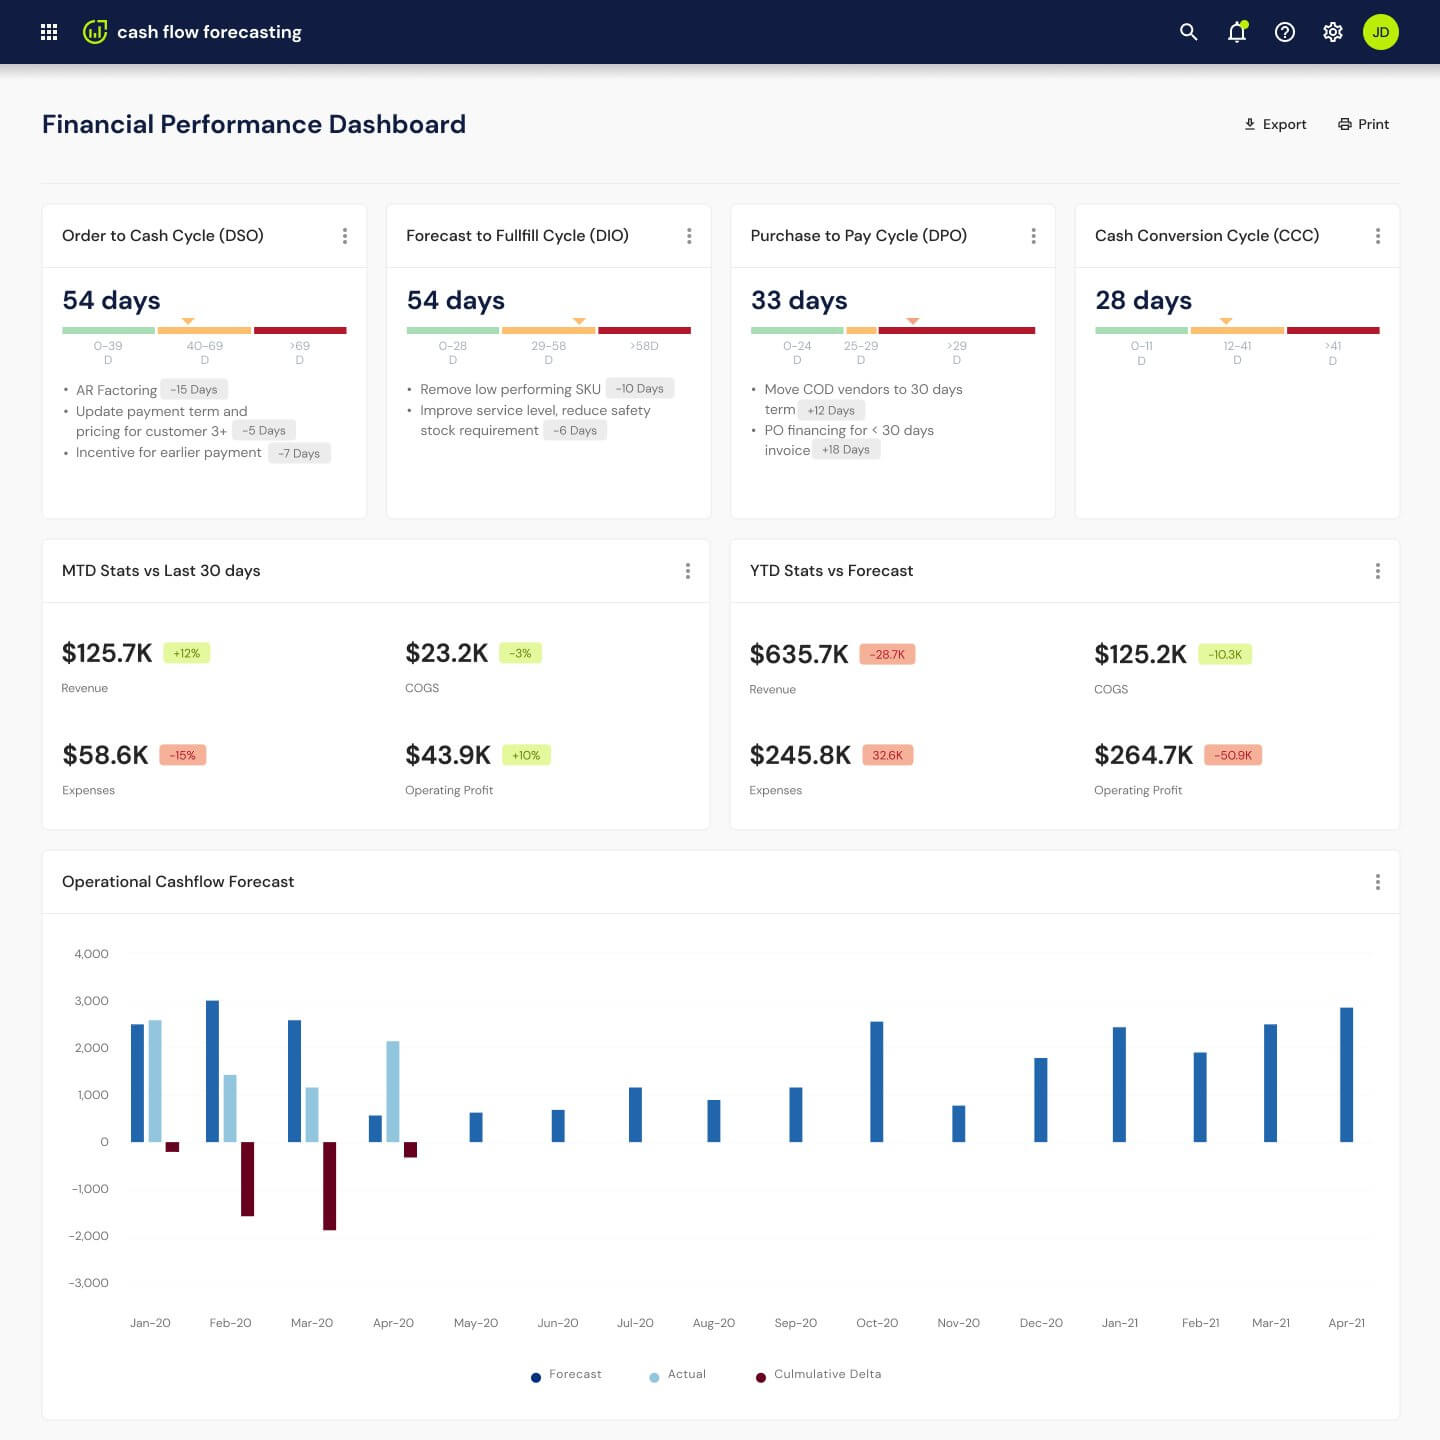 cash flow forecasting
JD
Financial Performance Dashboard
Export
Print
Order to Cash Cycle (DSO)
54 days
0-39 D
40-69 D
>69 D
• AR Factoring -15 Days
• Update payment term and
pricing for customer 3+ -5 Days
• Incentive for earlier payment -7 Days
Forecast to Fullfill Cycle (DIO)
54 days
0-28 D
29-58 D
>58D
• Remove low performing SKU -10 Days
• Improve service level, reduce safety
stock requirement -6 Days
Purchase to Pay Cycle (DPO)
33 days
0-24 D
25-29 D
>29 D
• Move COD vendors to 30 days
term +12 Days
• PO financing for < 30 days
invoice +18 Days
Cash Conversion Cycle (CCC)
28 days
0-11 D
12-41 D
>41 D
MTD Stats vs Last 30 days
$125.7K +12%
Revenue
$23.2K -3%
COGS
$58.6K -15%
Expenses
$43.9K +10%
Operating Profit
YTD Stats vs Forecast
$635.7K -28.7K
Revenue
$125.2K -10.3K
COGS
$245.8K 32.6K
Expenses
$264.7K -50.9K
Operating Profit
Operational Cashflow Forecast
4,000
3,000
2,000
1,000
0
-1,000
-2,000
-3,000
Jan-20 Feb-20 Mar-20 Apr-20 May-20 Jun-20 Jul-20 Aug-20 Sep-20 Oct-20 Nov-20 Dec-20 Jan-21 Feb-21 Mar-21 Apr-21
Forecast Actual Culmulative Delta